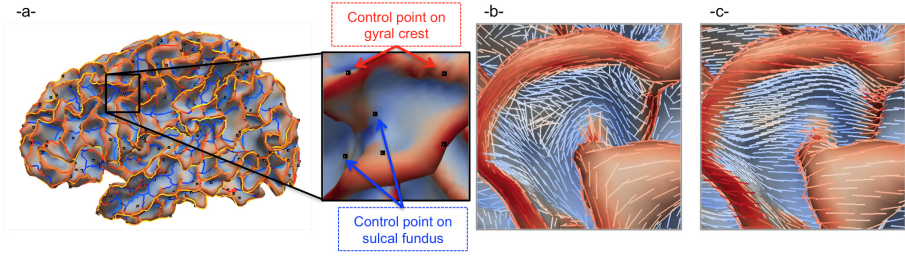 -a-
Control point on
gyral crest
Control point on
sulcal fundus
-b-
-c-